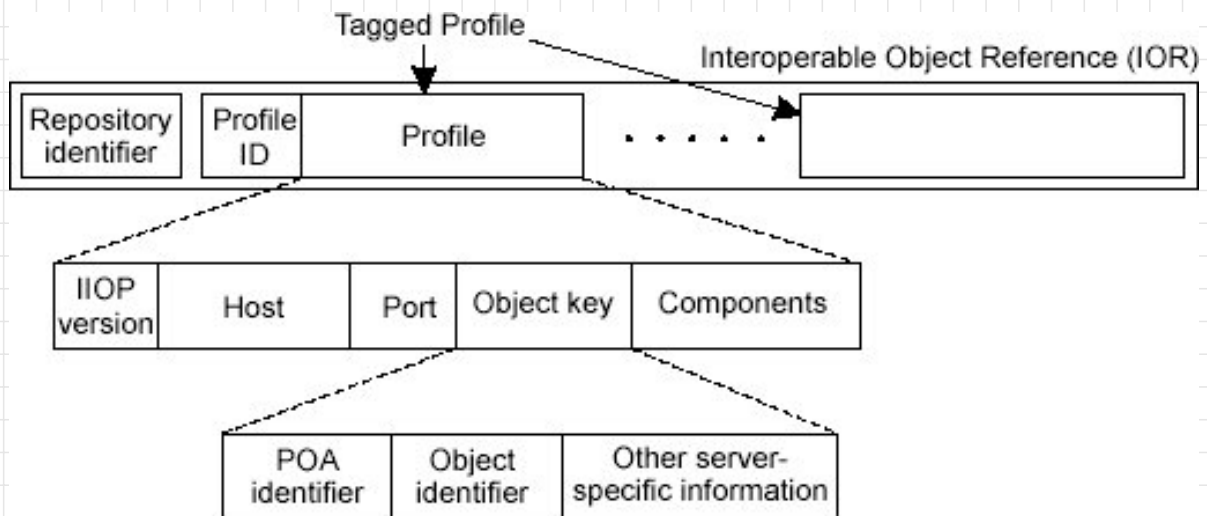 Tagged Profile
Interoperable Object Reference (IOR)
Repository
identifier
Profile
ID
Profile
IIOP
version
Host
Port
Object key
Components
POA
identifier
Object
identifier
Other server-
specific information